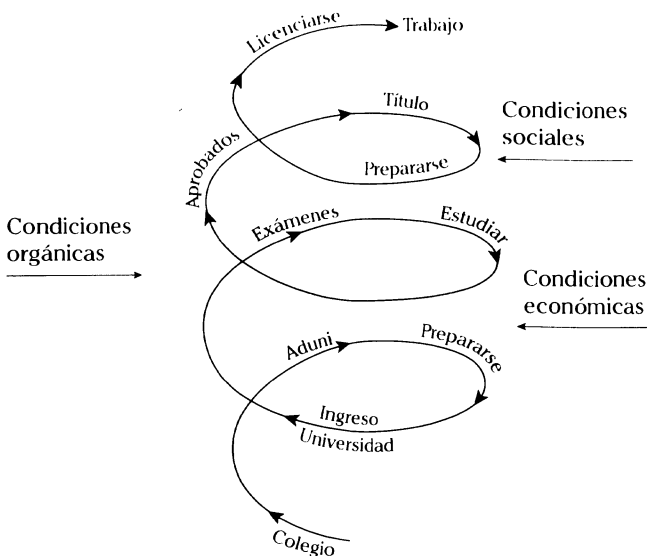 Licenciarse
Trabajo
Título
Condiciones
sociales
Aprobados
Prepararse
Exámenes
Estudiar
Condiciones
orgánicas
Condiciones
económicas
Aduni
Prepararse
Ingreso
Universidad
Colegio